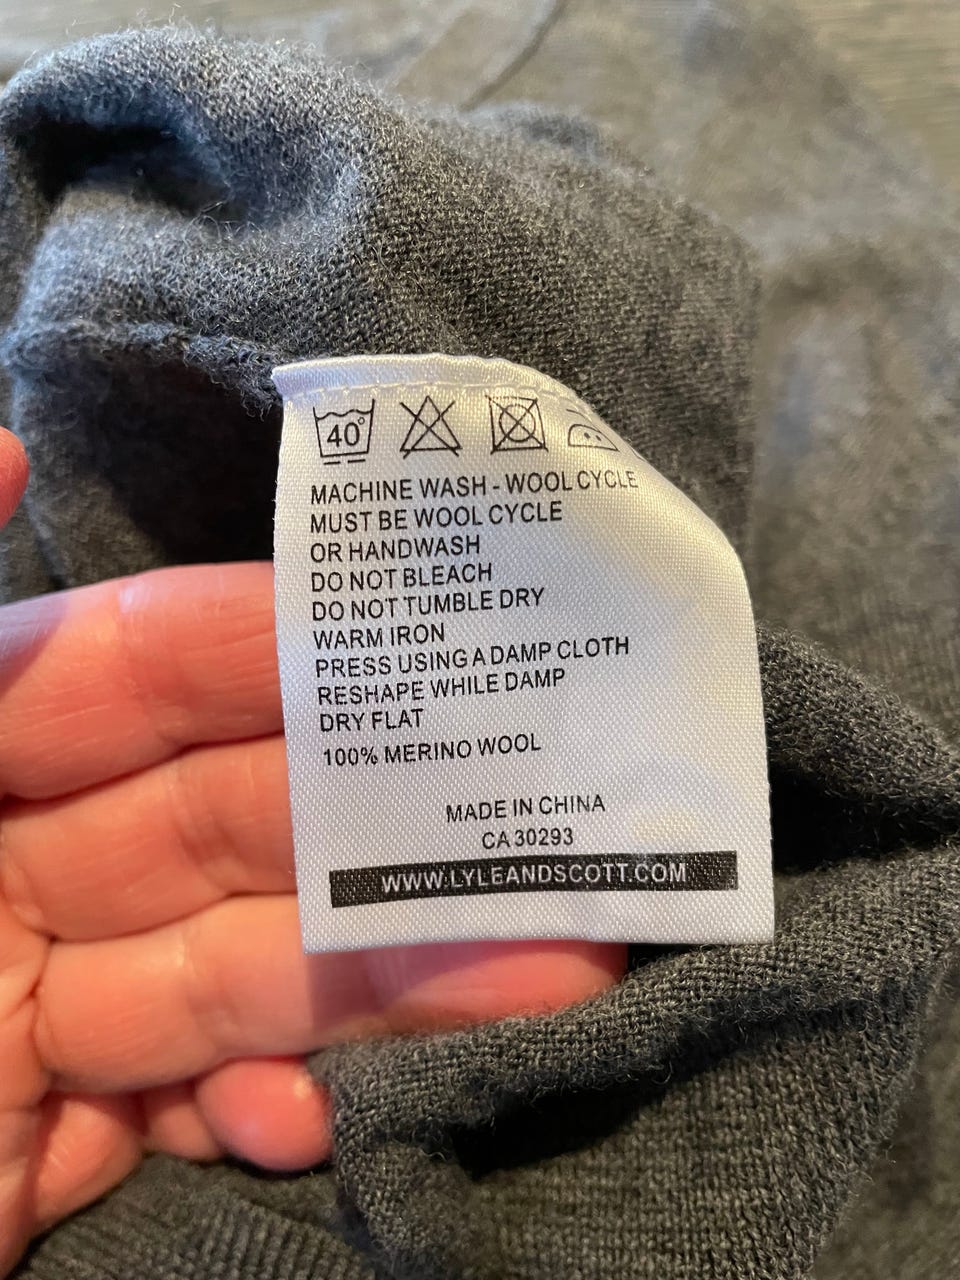 40°
MACHINE WASH - WOOL CYCLE
MUST BE WOOL CYCLE
OR HANDWASH
DO NOT BLEACH
DO NOT TUMBLE DRY
WARM IRON
PRESS USING A DAMP CLOTH
RESHAPE WHILE DAMP
DRY FLAT
100% MERINO WOOL
MADE IN CHINA
CA 30293
WWW.LYLEANDSCOTT.COM